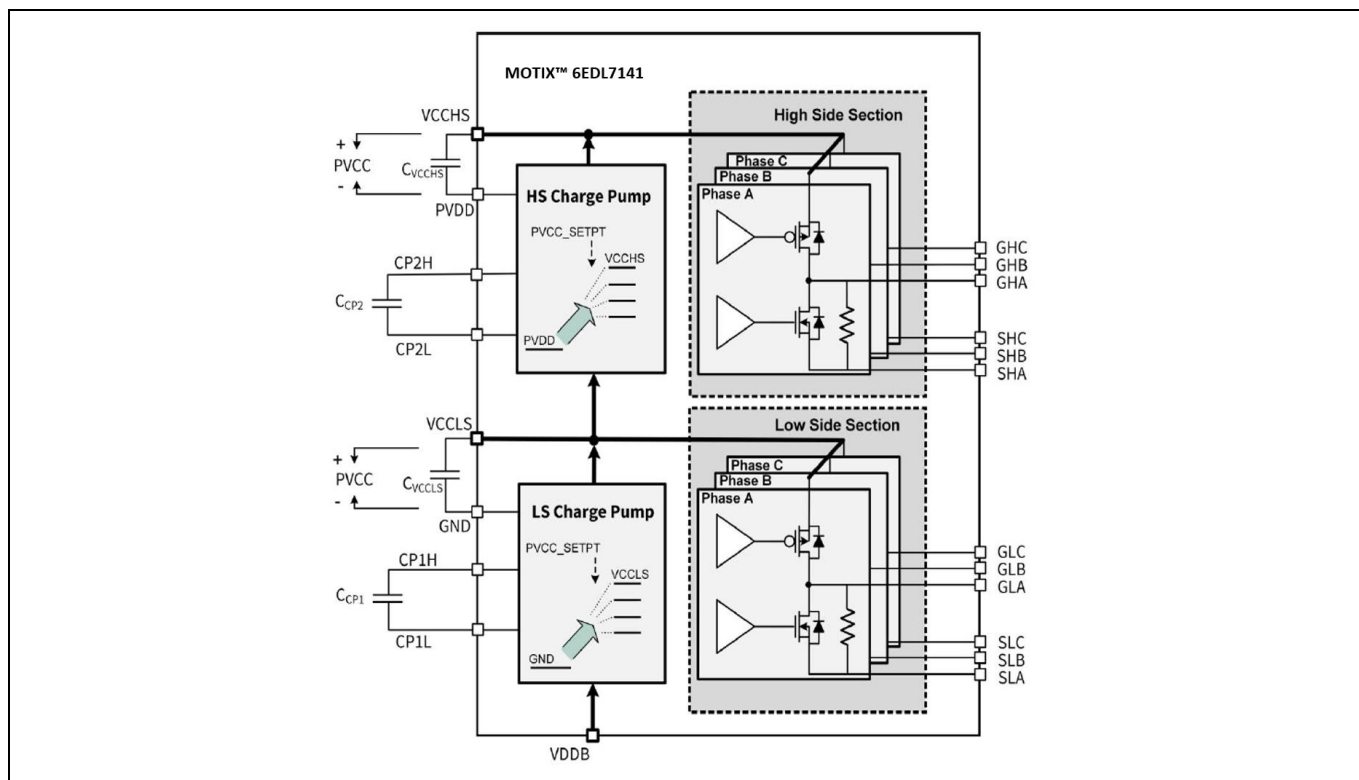 MOTIX™ 6EDL7141
VCCHS
+
PVCC
-
CVCCHS
PVDD
CP2H
CCP2
CP2L
HS Charge Pump
PVCC_SETPT
VCCHS
PVDD
High Side Section
Phase C
Phase B
Phase A
GHC
GHB
GHA
SHC
SHB
SHA
VCCLS
+
PVCC
-
CVCCLS
GND
CP1H
CCP1
CP1L
LS Charge Pump
PVCC_SETPT
VCCLS
GND
Low Side Section
Phase C
Phase B
Phase A
GLC
GLB
GLA
SLC
SLB
SLA
VDDB